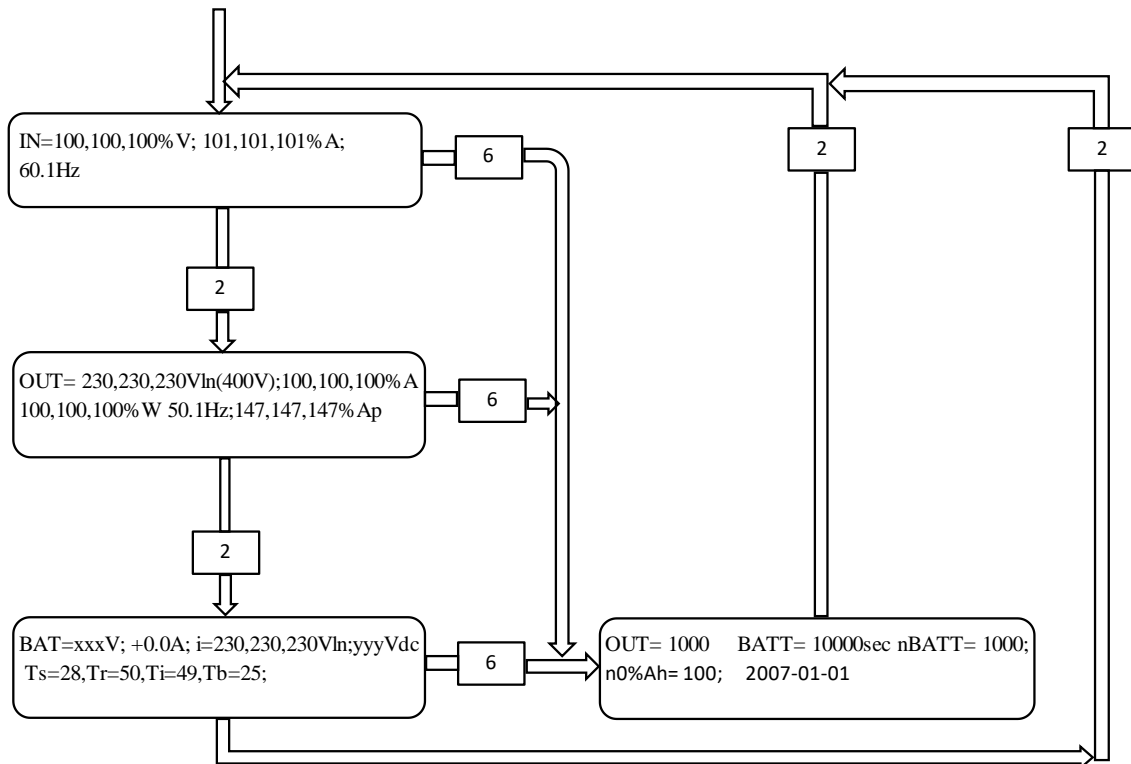 2
2
IN=100,100,100% V; 101,101,101% A;
60.1Hz
6
2
OUT= 230,230,230Vln(400V);100,100,100% A
100,100,100% W 50.1Hz;147,147,147% Ap
6
2
BAT=xxxV; +0.0A; i=230,230,230Vln;yyyVdc
Ts=28,Tr=50,Ti=49,Tb=25;
6
OUT= 1000 BATT= 10000sec nBATT= 1000;
n0%Ah= 100; 2007-01-01